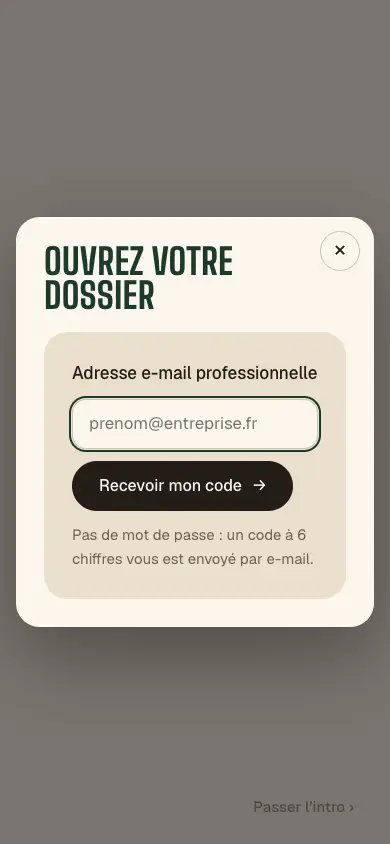 OUVREZ VOTRE
DOSSIER
×
Adresse e-mail professionnelle
prenom@entreprise.fr
Recevoir mon code →
Pas de mot de passe : un code à 6
chiffres vous est envoyé par e-mail.
Passer l'intro ›